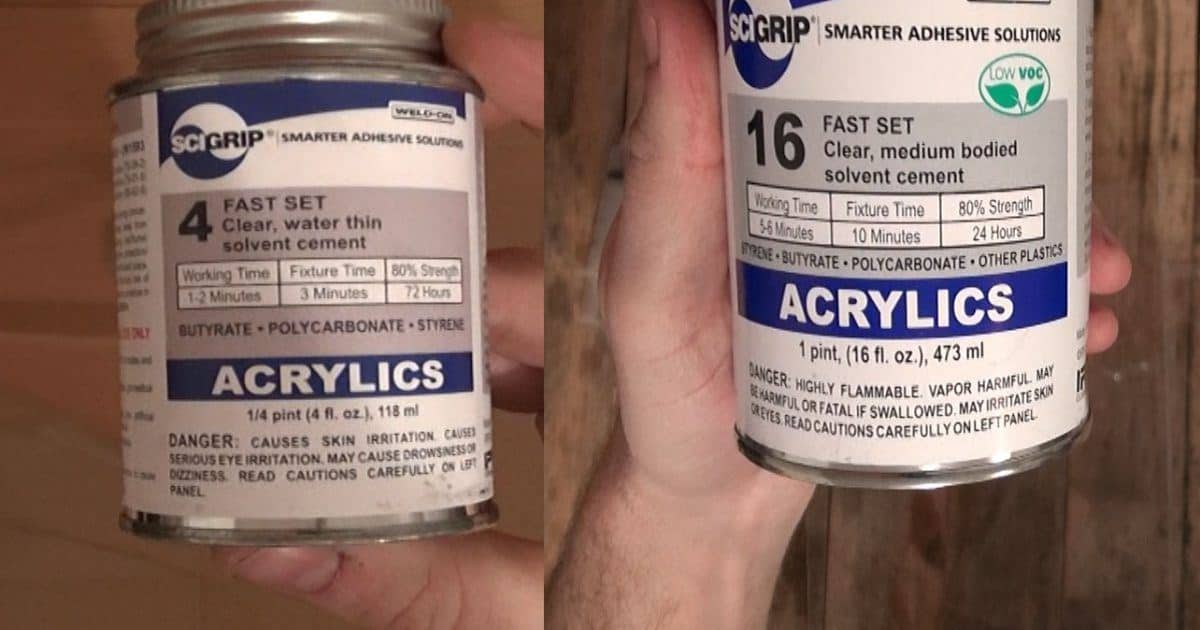 WELD-ON
SCIGRIP® SMARTER ADHESIVE SOLUTIONS
4 FAST SET
Clear, water thin
solvent cement
Working Time Fixture Time 80% Strength
1-2 Minutes 3 Minutes 72 Hours
BUTYRATE • POLYCARBONATE • STYRENE
ACRYLICS
1/4 pint (4 fl. oz.), 118 ml
DANGER: CAUSES SKIN IRRITATION. CAUSES
SERIOUS EYE IRRITATION. MAY CAUSE DROWSINESS OR
DIZZINESS. READ CAUTIONS CAREFULLY ON LEFT
PANEL.
ONLY
SCIGRIP® SMARTER ADHESIVE SOLUTIONS
LOW VOC
16 FAST SET
Clear, medium bodied
solvent cement
Working Time Fixture Time 80% Strength
5-6 Minutes 10 Minutes 24 Hours
STYRENE • BUTYRATE • POLYCARBONATE • OTHER PLASTICS
ACRYLICS
1 pint, (16 fl. oz.), 473 ml
DANGER: HIGHLY FLAMMABLE. VAPOR HARMFUL. MAY
BE HARMFUL OR FATAL IF SWALLOWED. MAY IRRITATE SKIN
OR EYES. READ CAUTIONS CAREFULLY ON LEFT PANEL.